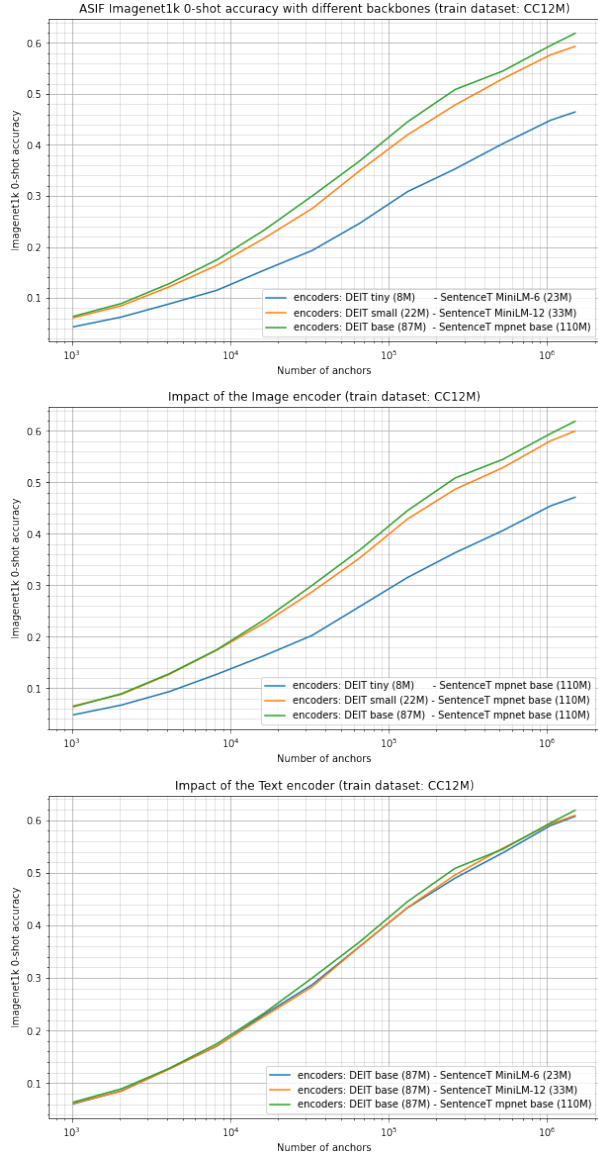 ASIF Imagenet1k 0-shot accuracy with different backbones (train dataset: CC12M)
0.6
0.5
0.4
0.3
0.2
0.1
Imagenet1k 0-shot accuracy
encoders: DEIT tiny (8M) - SentenceT MiniLM-6 (23M)
encoders: DEIT small (22M) - SentenceT MiniLM-12 (33M)
encoders: DEIT base (87M) - SentenceT mpnet base (110M)
10³ 10⁴ 10⁵ 10⁶
Number of anchors
Impact of the Image encoder (train dataset: CC12M)
0.6
0.5
0.4
0.3
0.2
0.1
Imagenet1k 0-shot accuracy
encoders: DEIT tiny (8M) - SentenceT mpnet base (110M)
encoders: DEIT small (22M) - SentenceT mpnet base (110M)
encoders: DEIT base (87M) - SentenceT mpnet base (110M)
10³ 10⁴ 10⁵ 10⁶
Number of anchors
Impact of the Text encoder (train dataset: CC12M)
0.6
0.5
0.4
0.3
0.2
0.1
Imagenet1k 0-shot accuracy
encoders: DEIT base (87M) - SentenceT MiniLM-6 (23M)
encoders: DEIT base (87M) - SentenceT MiniLM-12 (33M)
encoders: DEIT base (87M) - SentenceT mpnet base (110M)
10³ 10⁴ 10⁵ 10⁶
Number of anchors